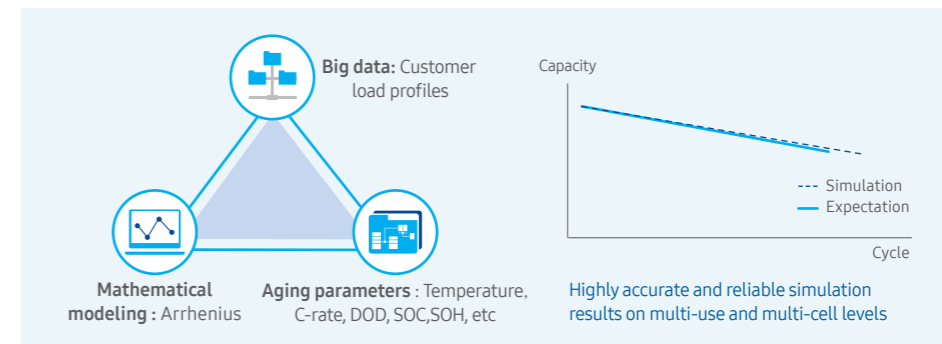 Big data: Customer
load profiles
Mathematical
modeling : Arrhenius
Aging parameters : Temperature,
C-rate, DOD, SOC,SOH, etc
Capacity
Simulation
Expectation
Cycle
Highly accurate and reliable simulation
results on multi-use and multi-cell levels